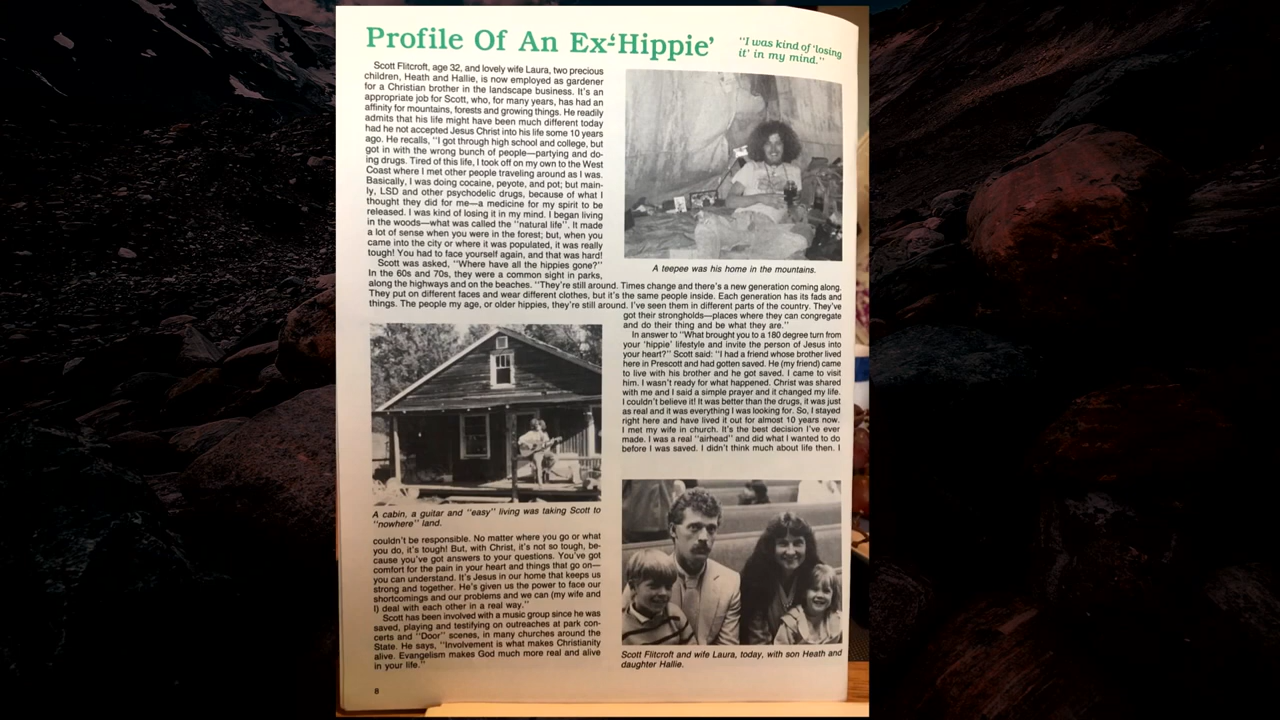 Profile Of An Ex-‘Hippie’
"I was kind of 'losing
it' in my mind."
Scott Flitcroft, age 32, and lovely wife Laura, two precious
children, Heath and Hallie, is now employed as gardener
for a Christian brother in the landscape business. It's an
appropriate job for Scott, who, for many years, has had an
affinity for mountains, forests and growing things. He readily
admits that his life might have been much different today
had he not accepted Jesus Christ into his life some 10 years
ago. He recalls, "I got through high school and college, but
got in with the wrong bunch of people—partying and do-
ing drugs. Tired of this life, I took off on my own to the West
Coast where I met other people traveling around as I was.
Basically, I was doing cocaine, peyote, and pot; but main-
ly, LSD and other psychodelic drugs, because of what I
thought they did for me—a medicine for my spirit to be
released. I was kind of losing it in my mind. I began living
in the woods—what was called the "natural life". It made
a lot of sense when you were in the forest; but, when you
came into the city or where it was populated, it was really
tough! You had to face yourself again, and that was hard!
Scott was asked, "Where have all the hippies gone?"
In the 60s and 70s, they were a common sight in parks,
along the highways and on the beaches. "They're still around. Times change and there's a new generation coming along.
They put on different faces and wear different clothes, but it's the same people inside. Each generation has its fads and
things. The people my age, or older hippies, they're still around. I've seen them in different parts of the country. They've
got their strongholds—places where they can congregate
and do their thing and be what they are."
In answer to "What brought you to a 180 degree turn from
your 'hippie' lifestyle and invite the person of Jesus into
your heart?" Scott said: "I had a friend whose brother lived
here in Prescott and had gotten saved. He (my friend) came
to live with his brother and he got saved. I came to visit
him. I wasn't ready for what happened. Christ was shared
with me and I said a simple prayer and it changed my life.
I couldn't believe it! It was better than the drugs, it was just
as real and it was everything I was looking for. So, I stayed
right here and have lived it out for almost 10 years now.
I met my wife in church. It's the best decision I've ever
made. I was a real "airhead" and did what I wanted to do
before I was saved. I didn't think much about life then. I
couldn't be responsible. No matter where you go or what
you do, it's tough! But, with Christ, it's not so tough, be-
cause you've got answers to your questions. You've got
comfort for the pain in your heart and things that go on—
you can understand. It's Jesus in our home that keeps us
strong and together. He's given us the power to face our
shortcomings and our problems and we can (my wife and
I) deal with each other in a real way."
Scott has been involved with a music group since he was
saved, playing and testifying on outreaches at park con-
certs and "Door" scenes, in many churches around the
State. He says, "Involvement is what makes Christianity
alive. Evangelism makes God much more real and alive
in your life."
A teepee was his home in the mountains.
A cabin, a guitar and "easy" living was taking Scott to
"nowhere" land.
Scott Flitcroft and wife Laura, today, with son Heath and
daughter Hallie.
8